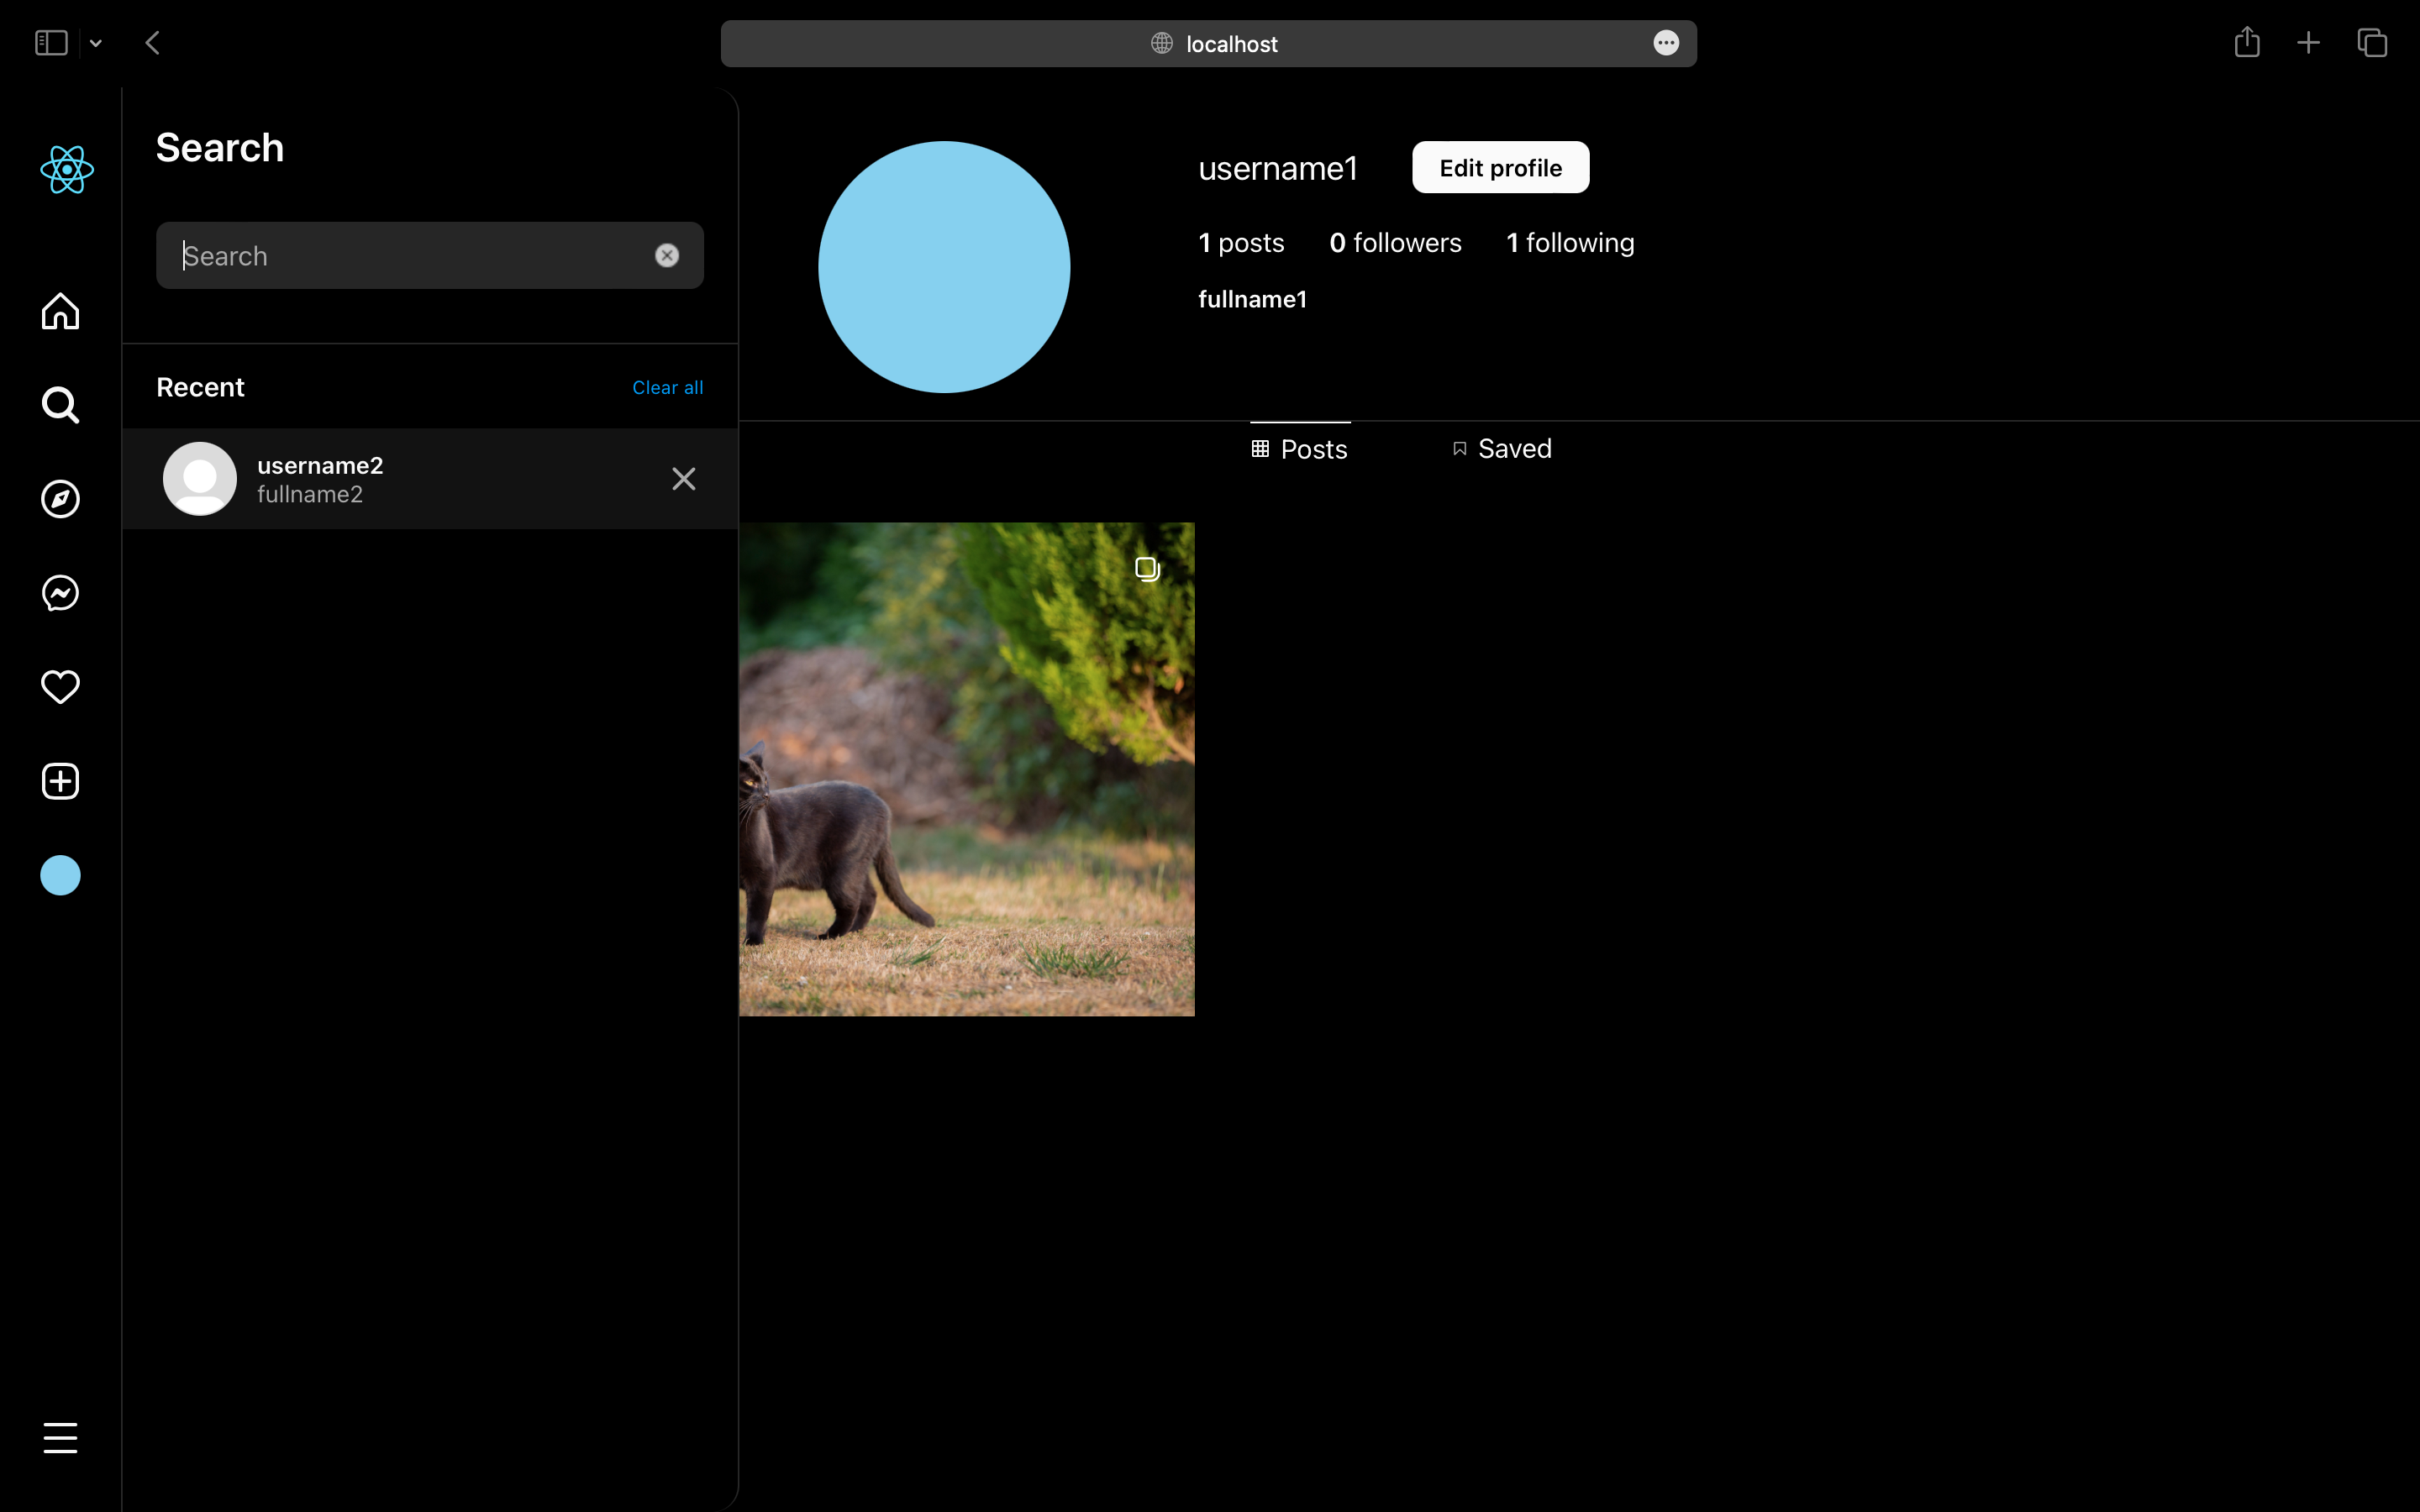 localhost
Search
Search
Recent
Clear all
username2
fullname2
username1
Edit profile
1 posts 0 followers 1 following
fullname1
Posts
Saved